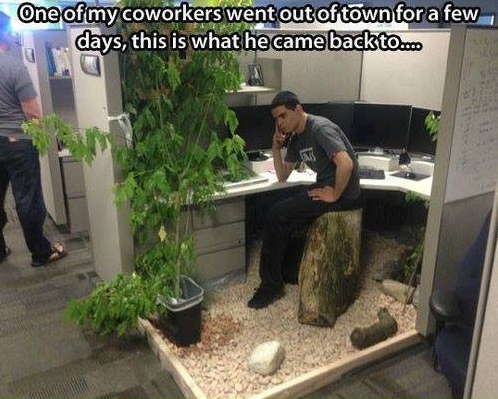 One of my coworkers went out of town for a few
days, this is what he came back to....